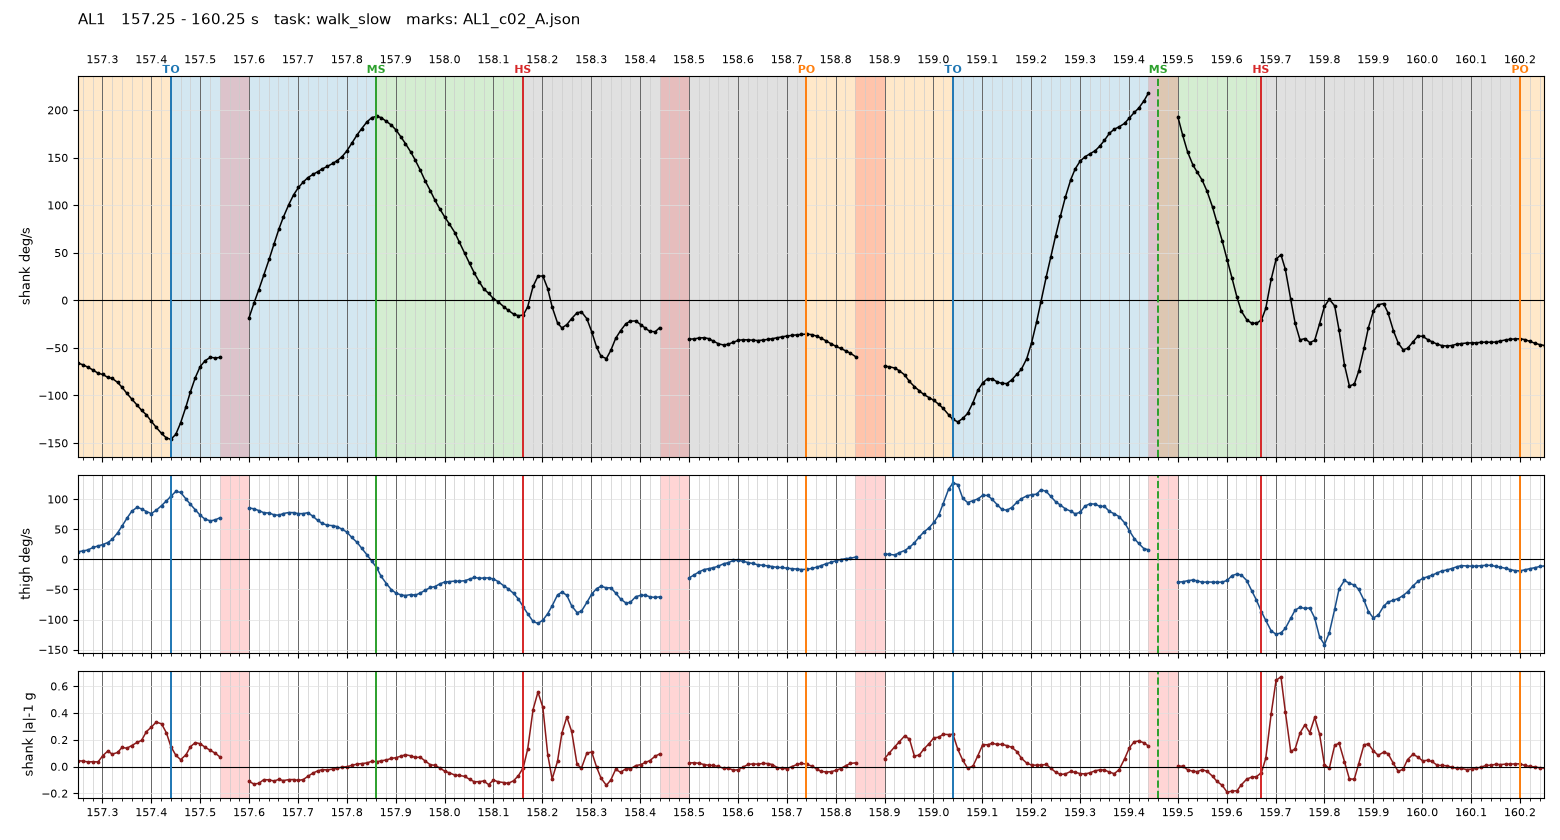 AL1 157.25 - 160.25 s task: walk_slow marks: AL1_c02_A.json
157.3 157.4 157.5 157.6 157.7 157.8 157.9 158.0 158.1 158.2 158.3 158.4 158.5 158.6 158.7 158.8 158.9 159.0 159.1 159.2 159.3 159.4 159.5 159.6 159.7 159.8 159.9 160.0 160.1 160.2
TO MS HS PO TO MS HS PO
shank deg/s
200
150
100
50
0
−50
−100
−150
thigh deg/s
100
50
0
−50
−100
−150
shank |a|-1 g
0.6
0.4
0.2
0.0
−0.2
157.3 157.4 157.5 157.6 157.7 157.8 157.9 158.0 158.1 158.2 158.3 158.4 158.5 158.6 158.7 158.8 158.9 159.0 159.1 159.2 159.3 159.4 159.5 159.6 159.7 159.8 159.9 160.0 160.1 160.2